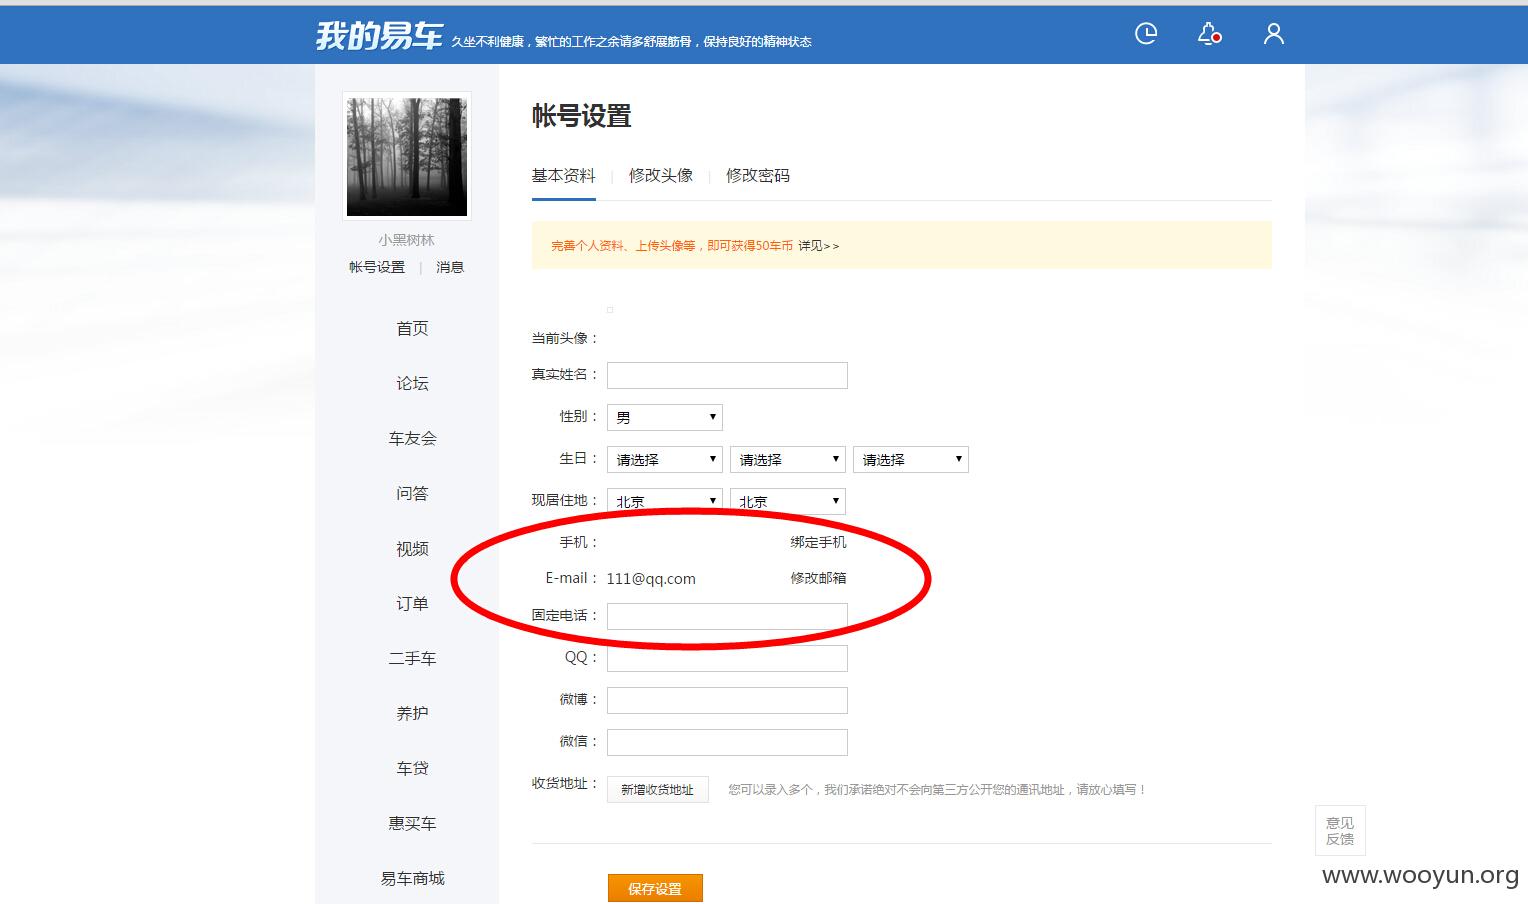 我的易车 久坐不利健康，繁忙的工作之余请多舒展筋骨，保持良好的精神状态
小黑树林
帐号设置 | 消息
首页
论坛
车友会
问答
视频
订单
二手车
养护
车贷
惠买车
易车商城
帐号设置
基本资料 | 修改头像 | 修改密码
完善个人资料、上传头像等，即可获得50车币 详见>>
当前头像：
真实姓名：
性别： 男
生日： 请选择 请选择 请选择
现居住地： 北京 北京
手机： 绑定手机
E-mail： 111@qq.com 修改邮箱
固定电话：
QQ：
微博：
微信：
收货地址： 新增收货地址 您可以录入多个，我们承诺绝对不会向第三方公开您的通讯地址，请放心填写！
保存设置
意见
反馈
www.wooyun.org